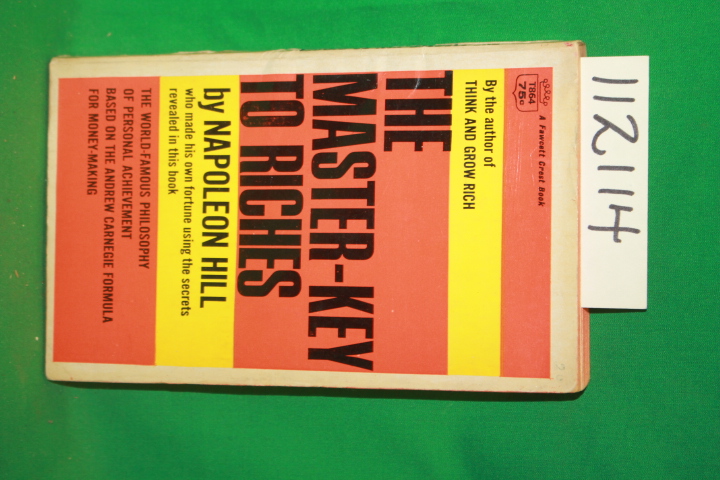 T864
75c
A Fawcett Crest Book
By the author of
THINK AND GROW RICH
THE
MASTER-KEY
TO RICHES
by NAPOLEON HILL
who made his own fortune using the secrets
revealed in this book
THE WORLD-FAMOUS PHILOSOPHY
OF PERSONAL ACHIEVEMENT
BASED ON THE ANDREW CARNEGIE FORMULA
FOR MONEY-MAKING
112114